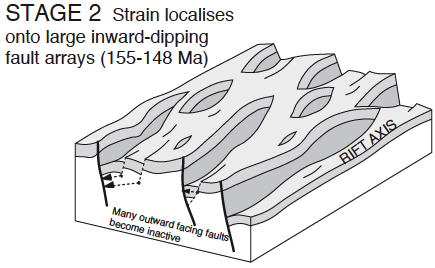 STAGE 2 Strain localises
onto large inward-dipping
fault arrays (155-148 Ma)
RIFT AXIS
Many outward facing faults
become inactive